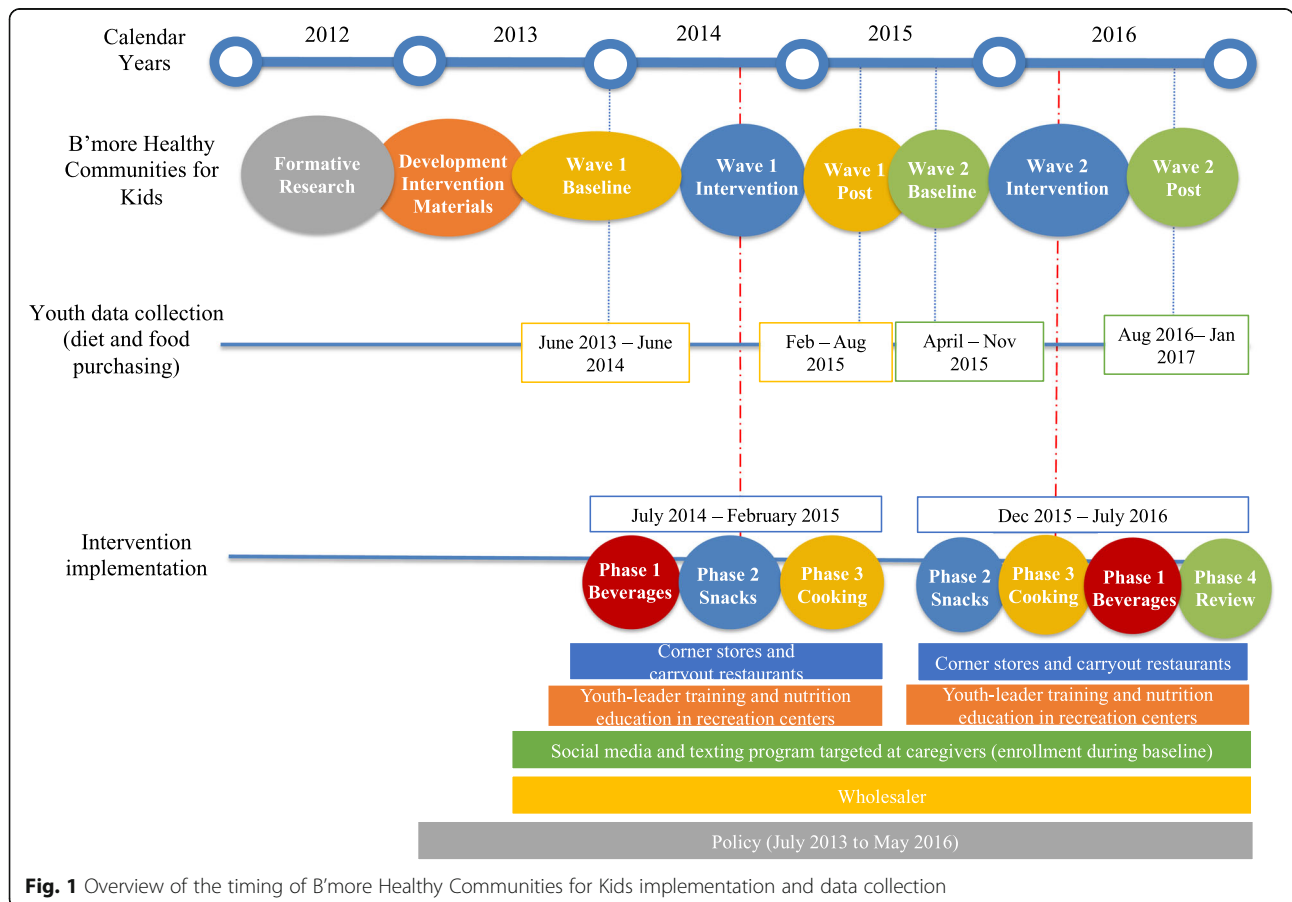 Calendar
Years
2012
2013
2014
2015
2016
B'more Healthy
Communities for
Kids
Formative
Research
Development
Intervention
Materials
Wave 1
Baseline
Wave 1
Intervention
Wave 1
Post
Wave 2
Baseline
Wave 2
Intervention
Wave 2
Post
Youth data collection
(diet and food
purchasing)
June 2013 – June
2014
Feb – Aug
2015
April – Nov
2015
Aug 2016– Jan
2017
Intervention
implementation
July 2014 – February 2015
Dec 2015 – July 2016
Phase 1
Beverages
Phase 2
Snacks
Phase 3
Cooking
Phase 2
Snacks
Phase 3
Cooking
Phase 1
Beverages
Phase 4
Review
Corner stores and
carryout restaurants
Corner stores and carryout restaurants
Youth-leader training and nutrition
education in recreation centers
Youth-leader training and nutrition
education in recreation centers
Social media and texting program targeted at caregivers (enrollment during baseline)
Wholesaler
Policy (July 2013 to May 2016)
Fig. 1 Overview of the timing of B'more Healthy Communities for Kids implementation and data collection